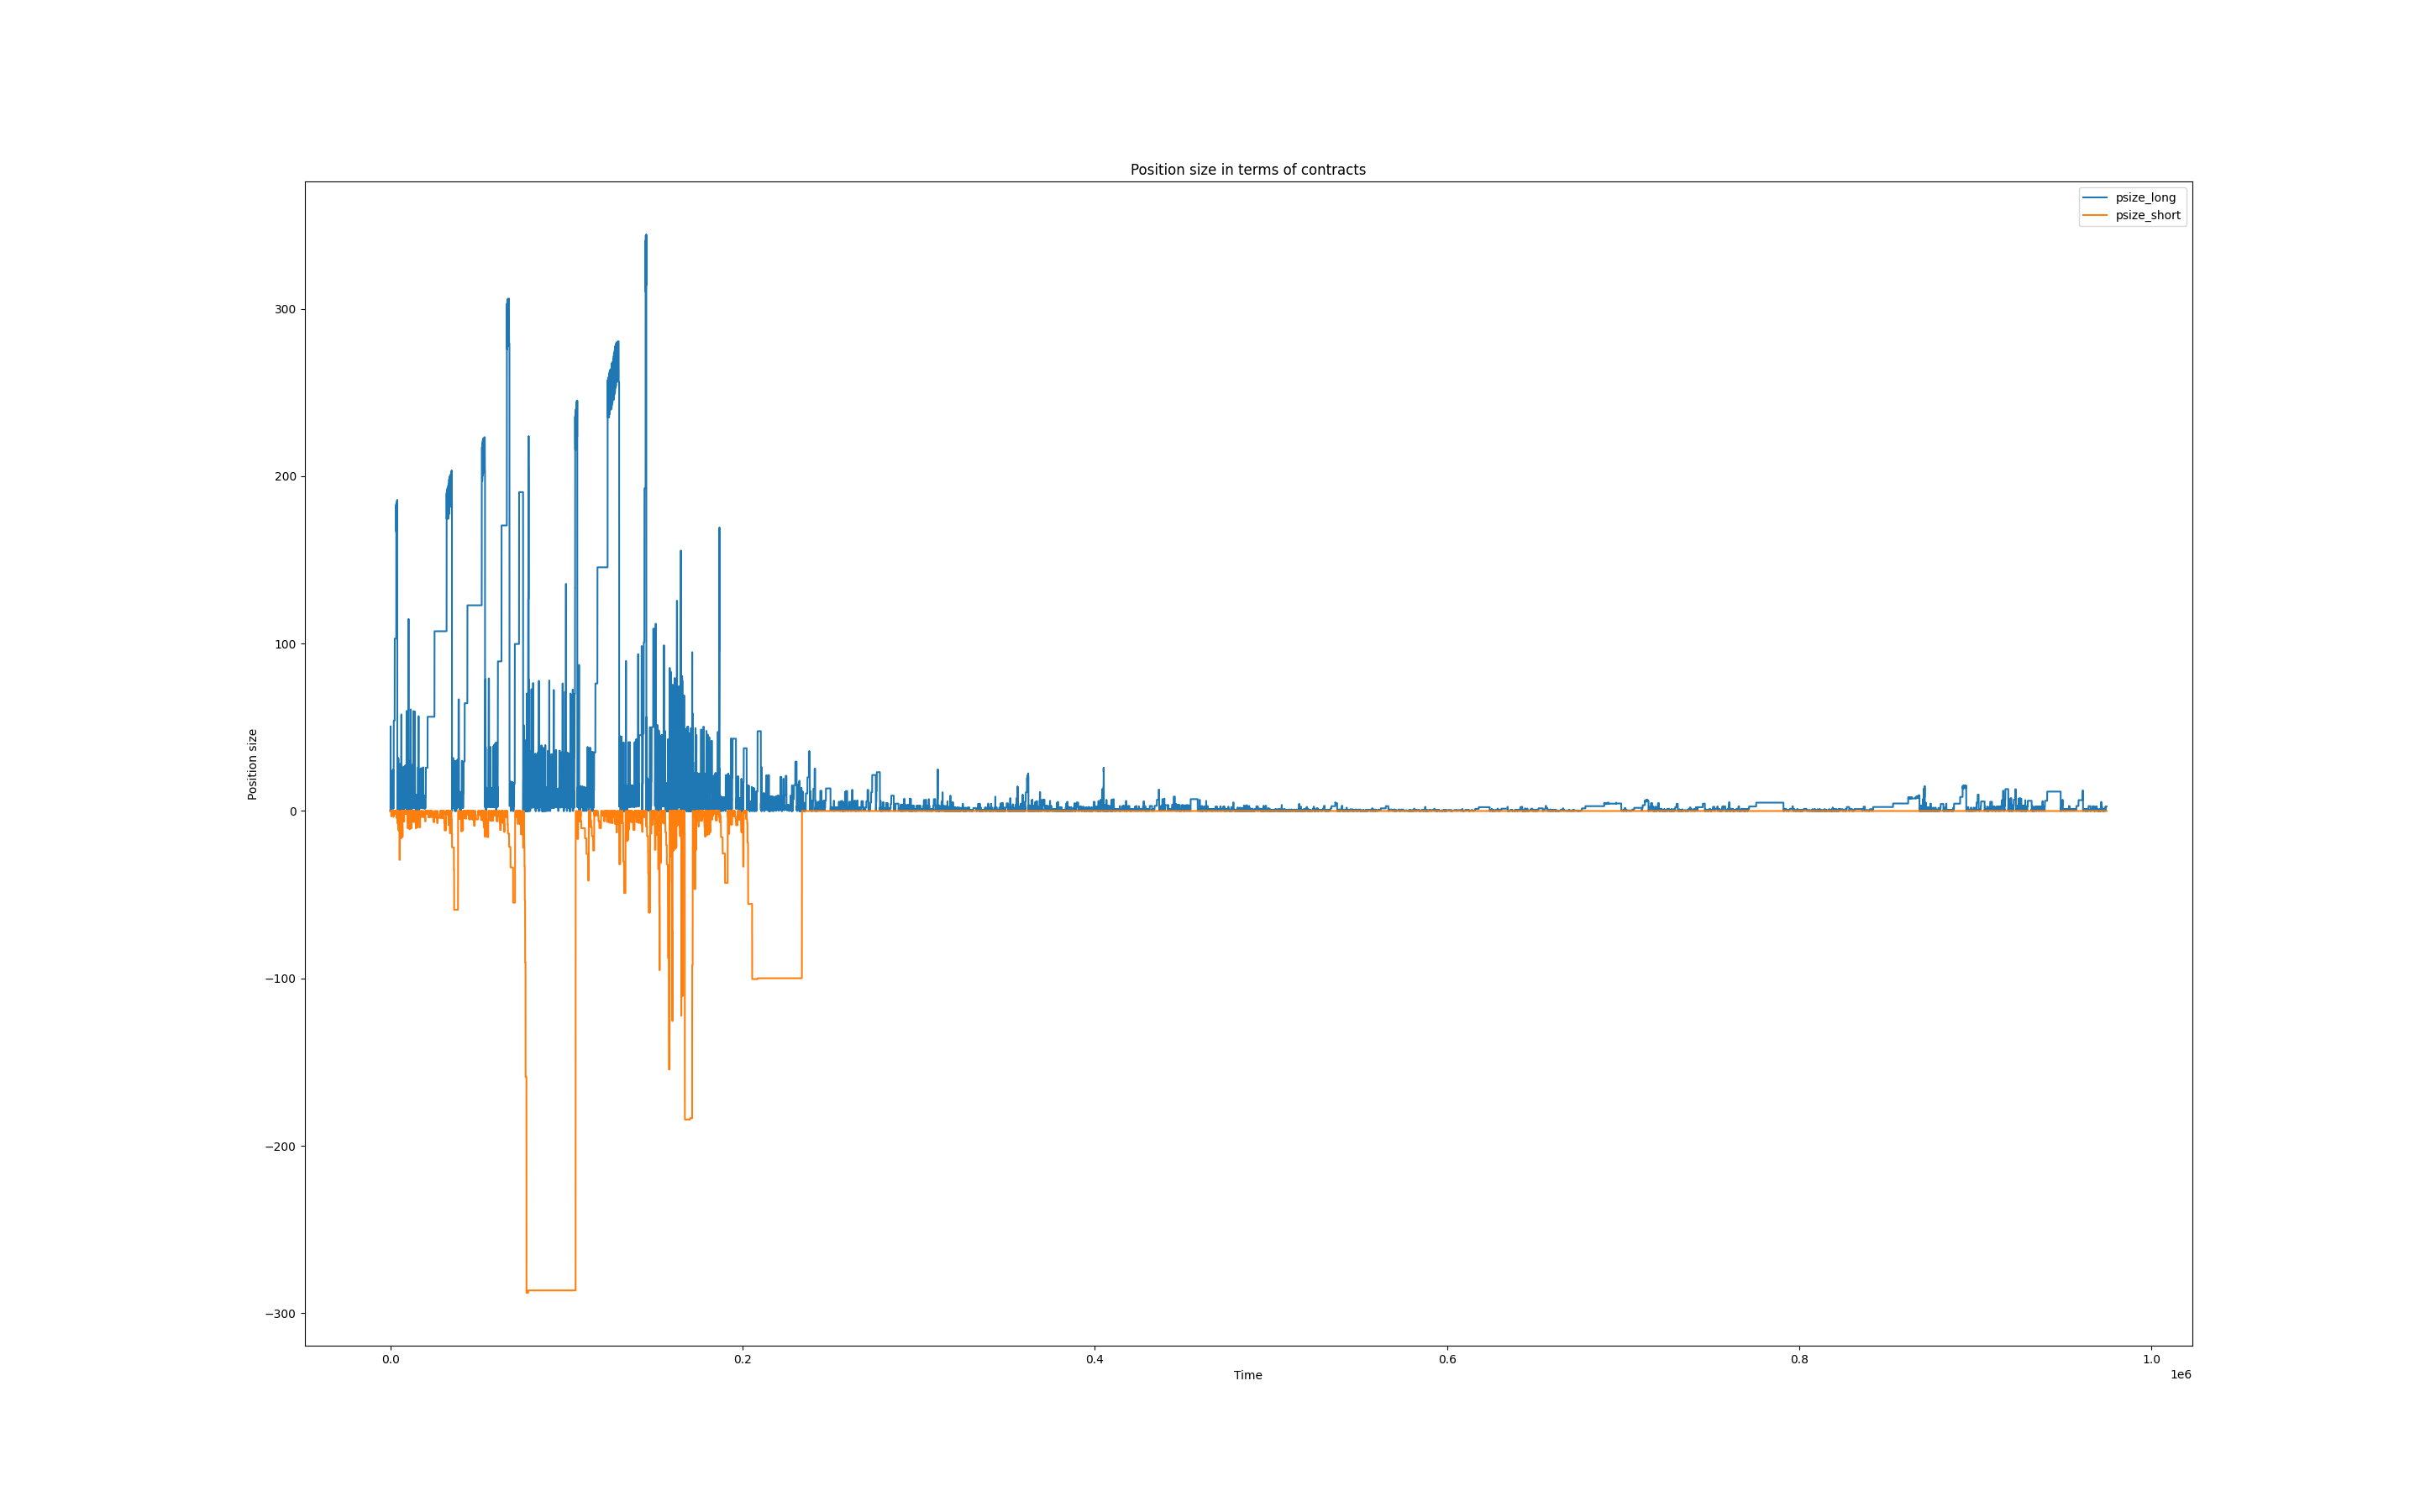 Position size in terms of contracts
psize_long
psize_short
Position size
300
200
100
0
−100
−200
−300
0.0
0.2
0.4
0.6
0.8
1.0
Time
1e6